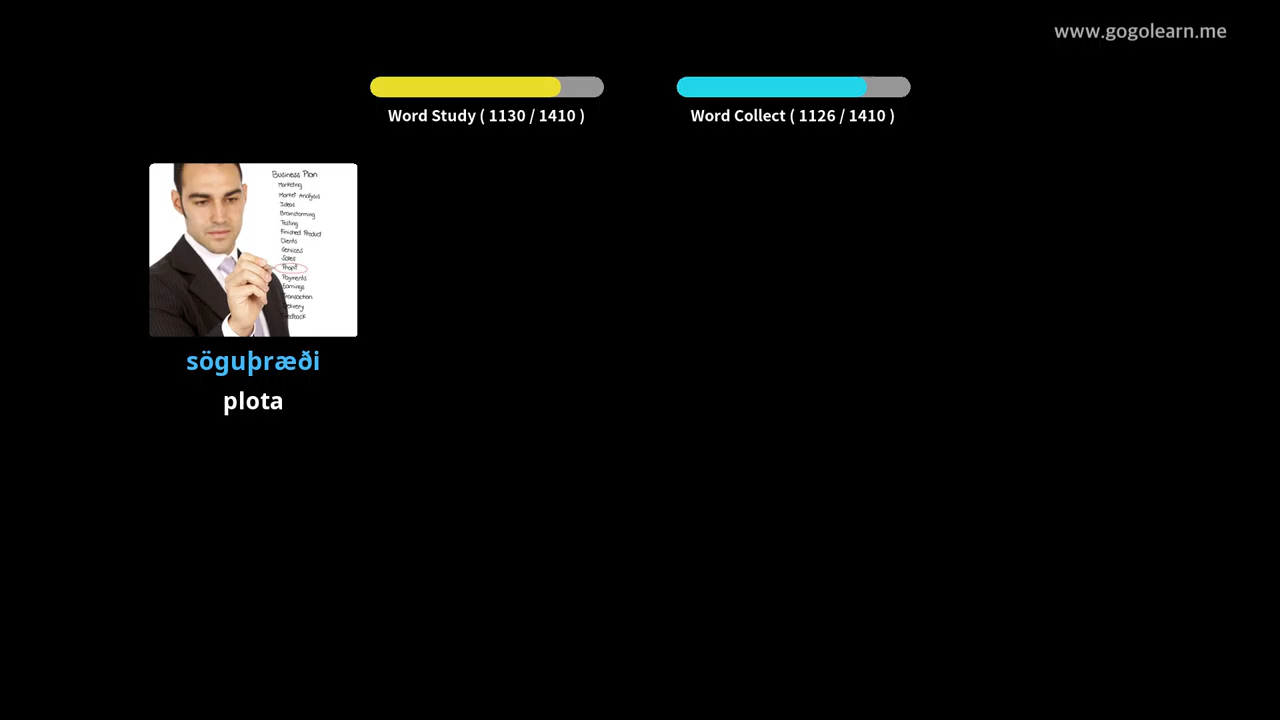 www.gogolearn.me
Word Study ( 1130 / 1410 )
Word Collect ( 1126 / 1410 )
Business Plan
Marketing
Market Analysis
Ideas
Brainstorming
Testing
Finished Product
Clients
Services
Sales
Profit
Payments
Earnings
Transaction
Delivery
Feedback
söguþræði
plota